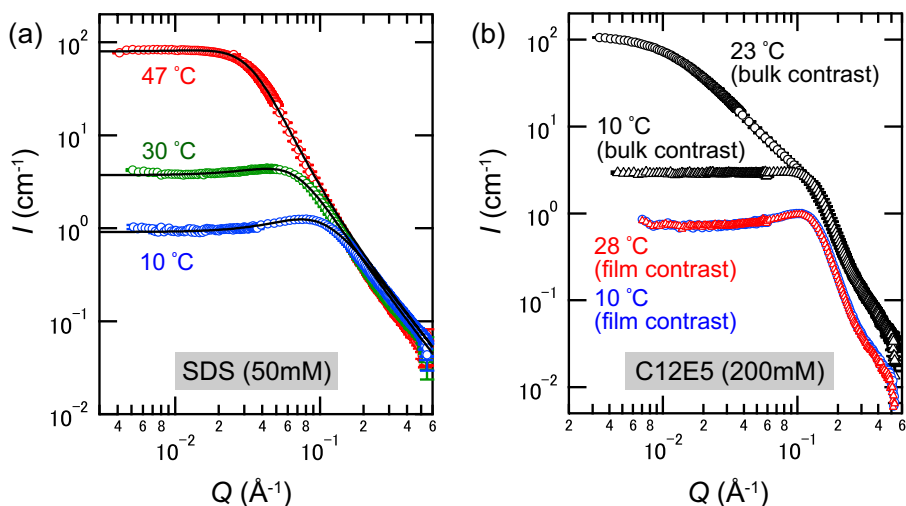 (a)
10²
10¹
10⁰
10⁻¹
10⁻²
I (cm⁻¹)
47 °C
30 °C
10 °C
SDS (50mM)
4 6 8 2 4 6 8 2 4 6
10⁻² 10⁻¹
Q (Å⁻¹)
(b)
10²
10¹
10⁰
10⁻¹
10⁻²
I (cm⁻¹)
23 °C
(bulk contrast)
10 °C
(bulk contrast)
28 °C
(film contrast)
10 °C
(film contrast)
C12E5 (200mM)
2 4 6 8 2 4 6 8 2 4 6
10⁻² 10⁻¹
Q (Å⁻¹)